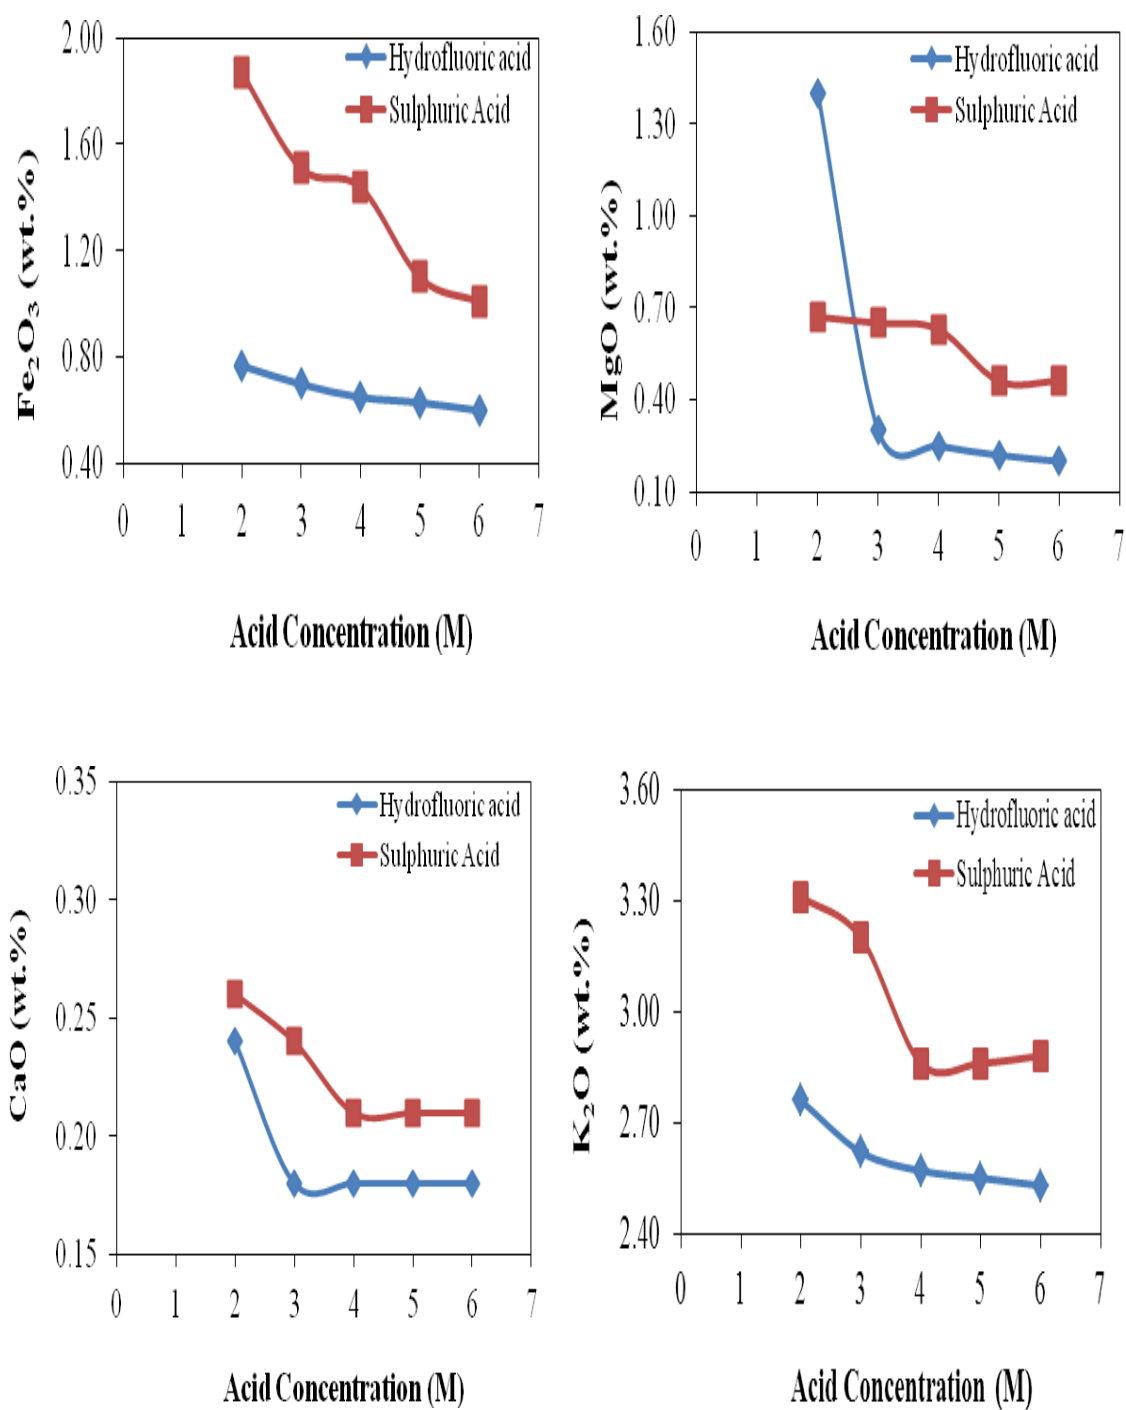 2.00
1.60
1.20
0.80
0.40
Fe₂O₃ (wt.%)
Hydrofluoric acid
Sulphuric Acid
0 1 2 3 4 5 6 7
Acid Concentration (M)
1.60
1.30
1.00
0.70
0.40
0.10
MgO (wt.%)
Hydrofluoric acid
Sulphuric Acid
0 1 2 3 4 5 6 7
Acid Concentration (M)
0.35
0.30
0.25
0.20
0.15
CaO (wt.%)
Hydrofluoric acid
Sulphuric Acid
0 1 2 3 4 5 6 7
Acid Concentration (M)
3.60
3.30
3.00
2.70
2.40
K₂O (wt.%)
Hydrofluoric acid
Sulphuric Acid
0 1 2 3 4 5 6 7
Acid Concentration (M)